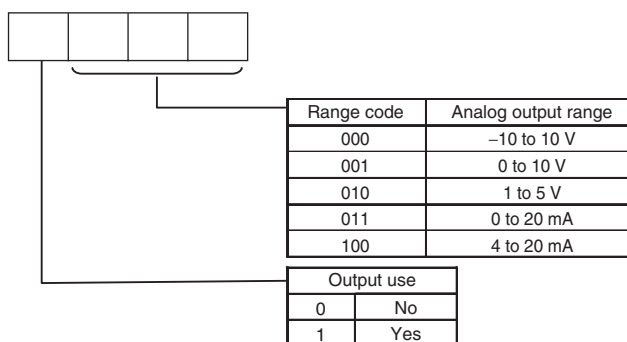 Range code Analog output range
000 –10 to 10 V
001 0 to 10 V
010 1 to 5 V
011 0 to 20 mA
100 4 to 20 mA
Output use
0 No
1 Yes